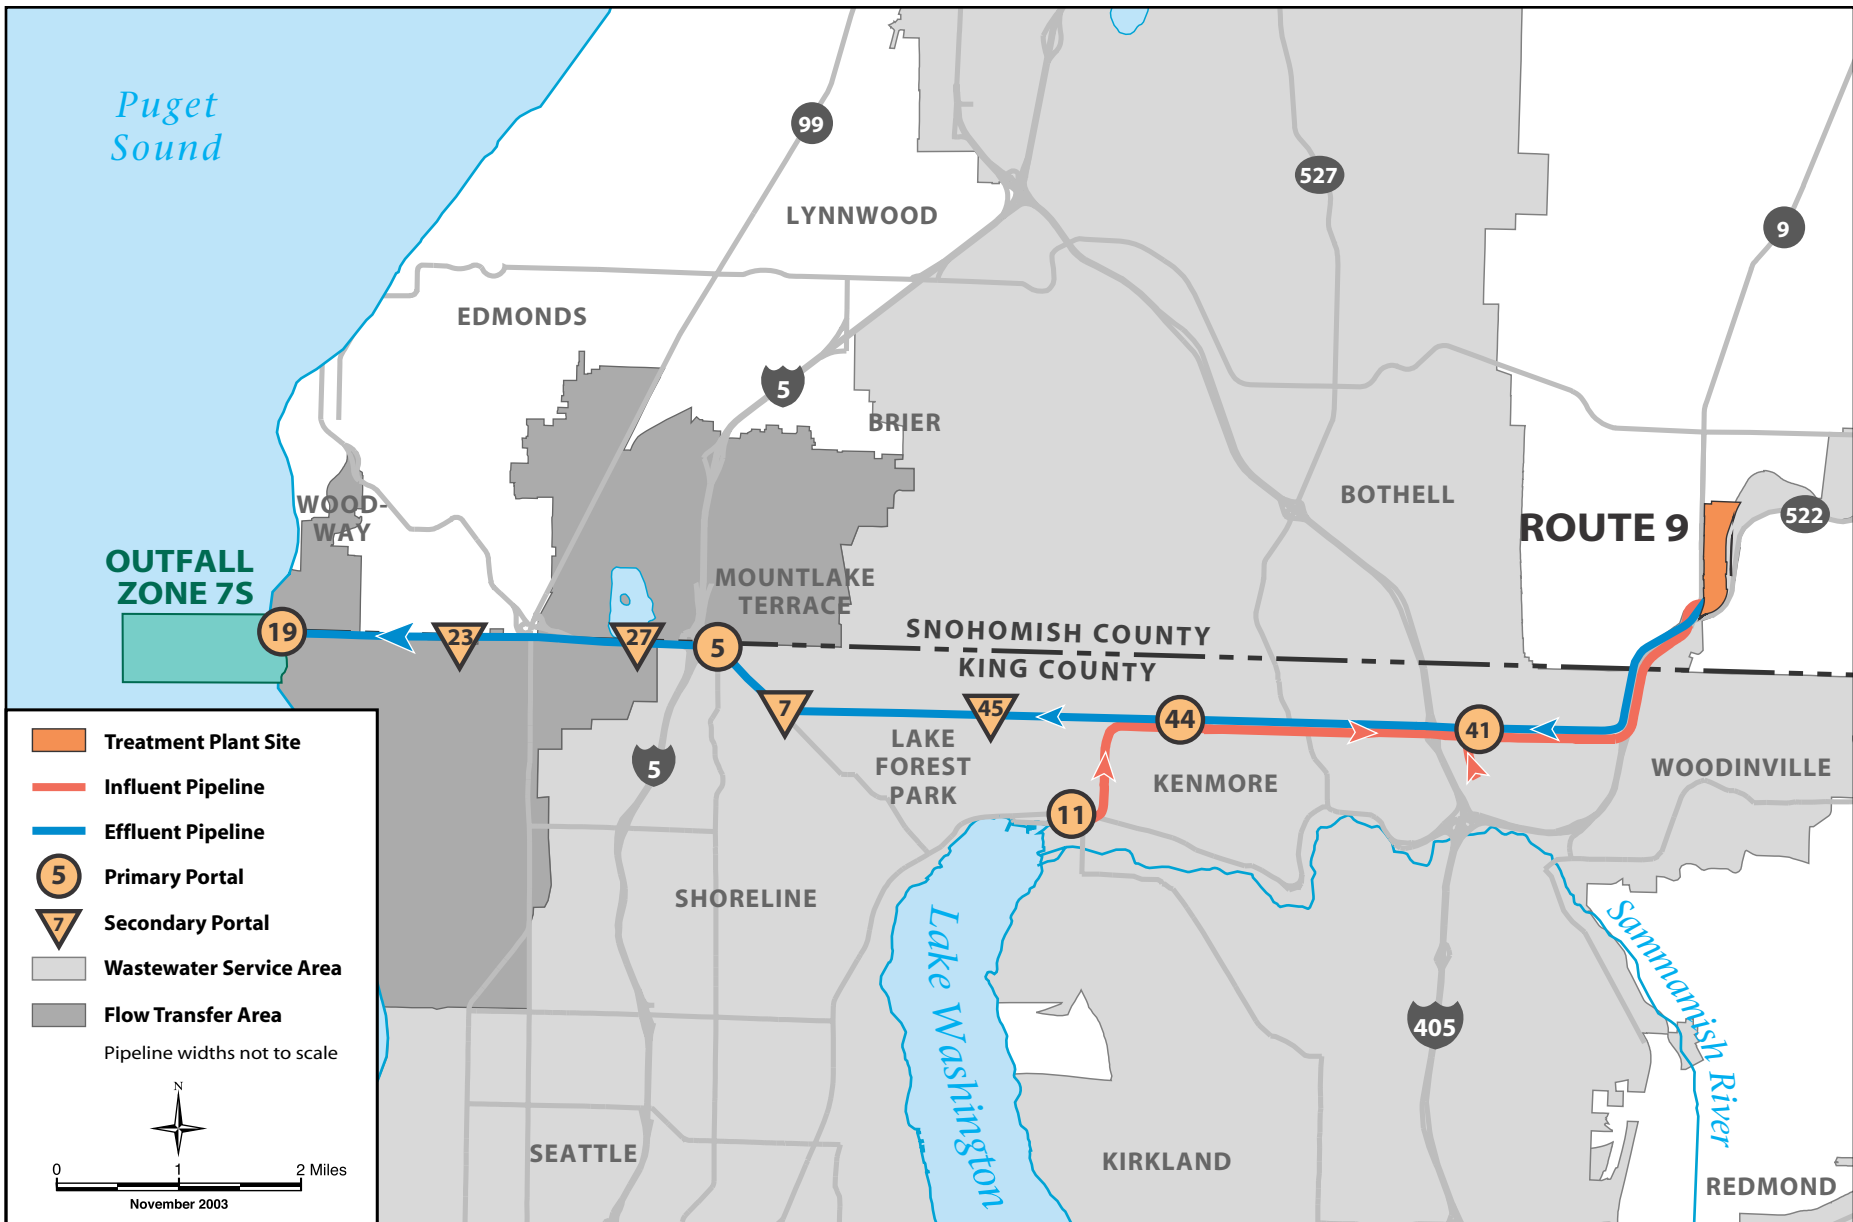 Puget
Sound
99
527
LYNNWOOD
9
EDMONDS
5
BRIER
BOTHELL
WOOD-
WAY
ROUTE 9
522
OUTFALL
ZONE 7S
MOUNTLAKE
TERRACE
19
23
27
5
SNOHOMISH COUNTY
KING COUNTY
7
45
44
41
LAKE
FOREST
PARK
5
KENMORE
WOODINVILLE
11
SHORELINE
Lake Washington
Sammamish River
405
SEATTLE
KIRKLAND
REDMOND
Treatment Plant Site
Influent Pipeline
Effluent Pipeline
5 Primary Portal
7 Secondary Portal
Wastewater Service Area
Flow Transfer Area
Pipeline widths not to scale
N
0 1 2 Miles
November 2003